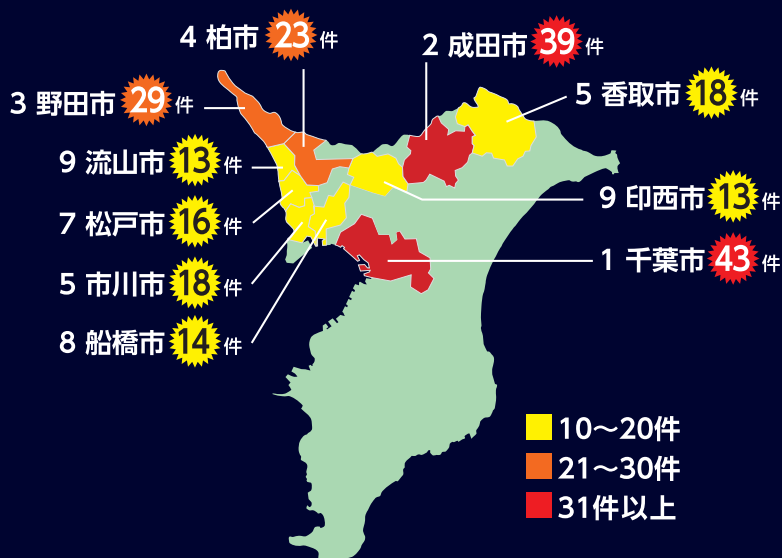 4 柏市 23 件
2 成田市 39 件
3 野田市 29 件
5 香取市 18 件
9 流山市 13 件
9 印西市 13 件
7 松戸市 16 件
1 千葉市 43 件
5 市川市 18 件
8 船橋市 14 件
10～20件
21～30件
31件以上